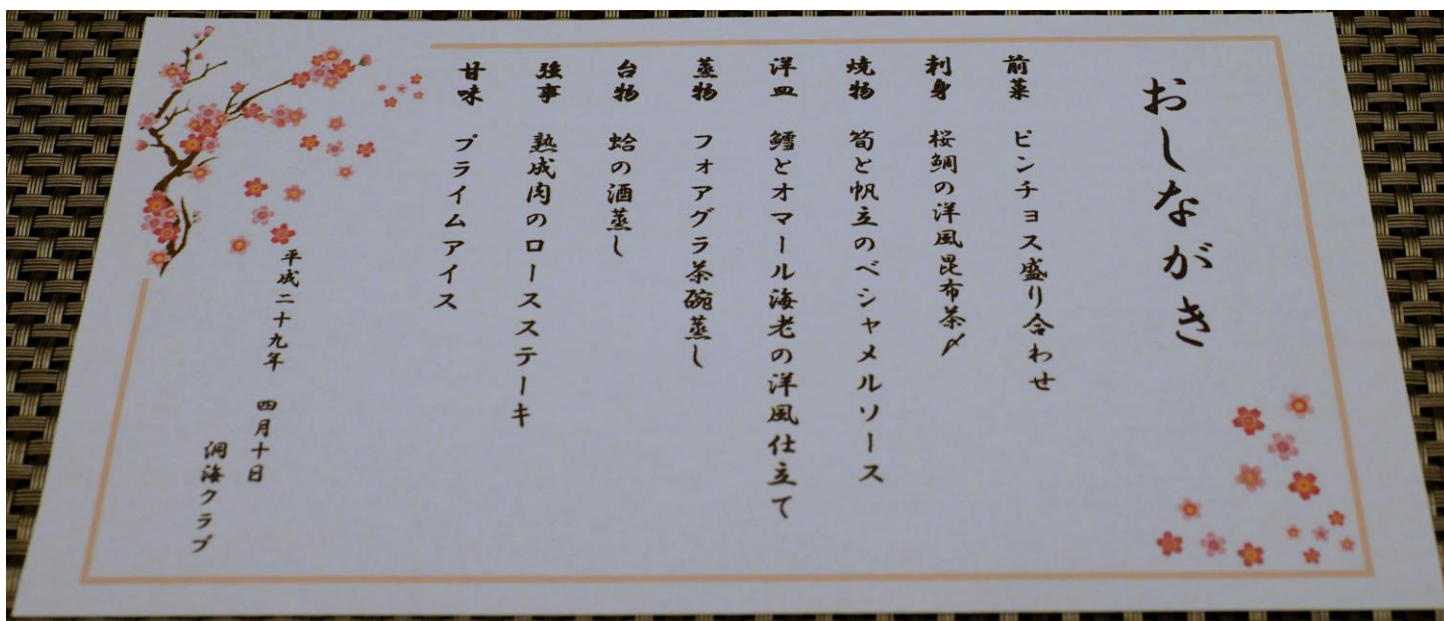 おしながき
前菜 ピンチョス盛り合わせ
刺身 桜鯛の洋風昆布茶〆
焼物 筍と帆立のベシャメルソース
洋皿 鱈とオマール海老の洋風仕立て
蒸物 フォアグラ茶碗蒸し
台物 蛤の酒蒸し
強事 熟成肉のロースステーキ
甘味 プライムアイス
平成二十九年 四月十日
洞海クラブ